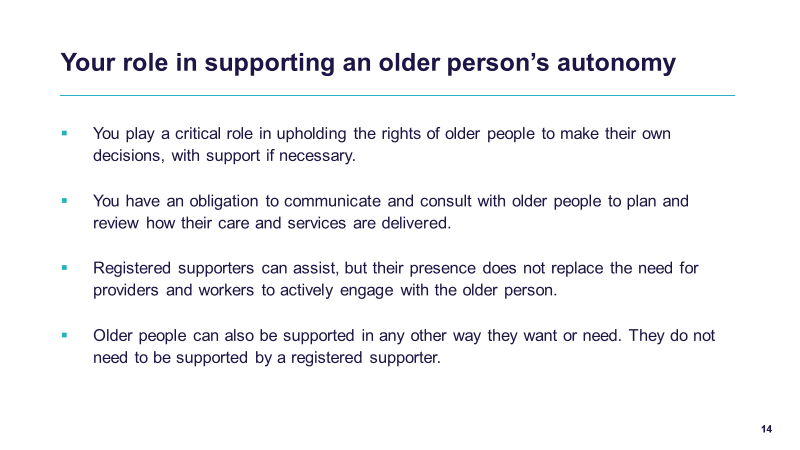 Your role in supporting an older person’s autonomy
▪ You play a critical role in upholding the rights of older people to make their own
decisions, with support if necessary.
▪ You have an obligation to communicate and consult with older people to plan and
review how their care and services are delivered.
▪ Registered supporters can assist, but their presence does not replace the need for
providers and workers to actively engage with the older person.
▪ Older people can also be supported in any other way they want or need. They do not
need to be supported by a registered supporter.
14